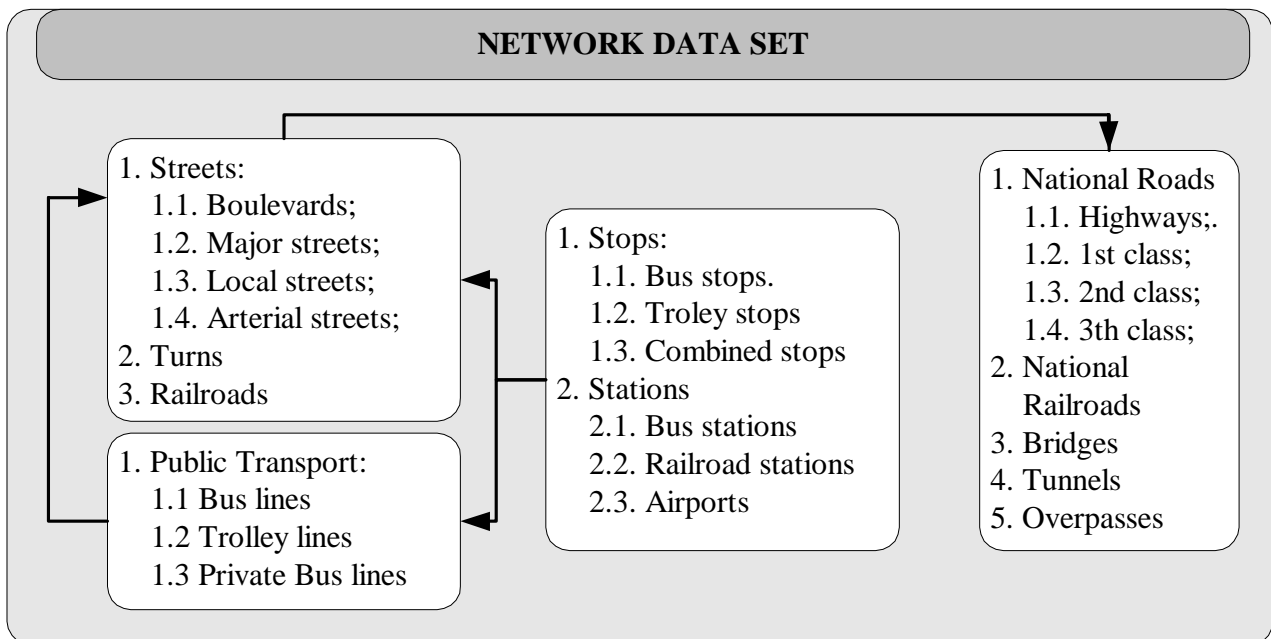 NETWORK DATA SET
1. Streets:
1.1. Boulevards;
1.2. Major streets;
1.3. Local streets;
1.4. Arterial streets;
2. Turns
3. Railroads
1. Public Transport:
1.1 Bus lines
1.2 Trolley lines
1.3 Private Bus lines
1. Stops:
1.1. Bus stops.
1.2. Troley stops
1.3. Combined stops
2. Stations
2.1. Bus stations
2.2. Railroad stations
2.3. Airports
1. National Roads
1.1. Highways;.
1.2. 1st class;
1.3. 2nd class;
1.4. 3th class;
2. National
Railroads
3. Bridges
4. Tunnels
5. Overpasses